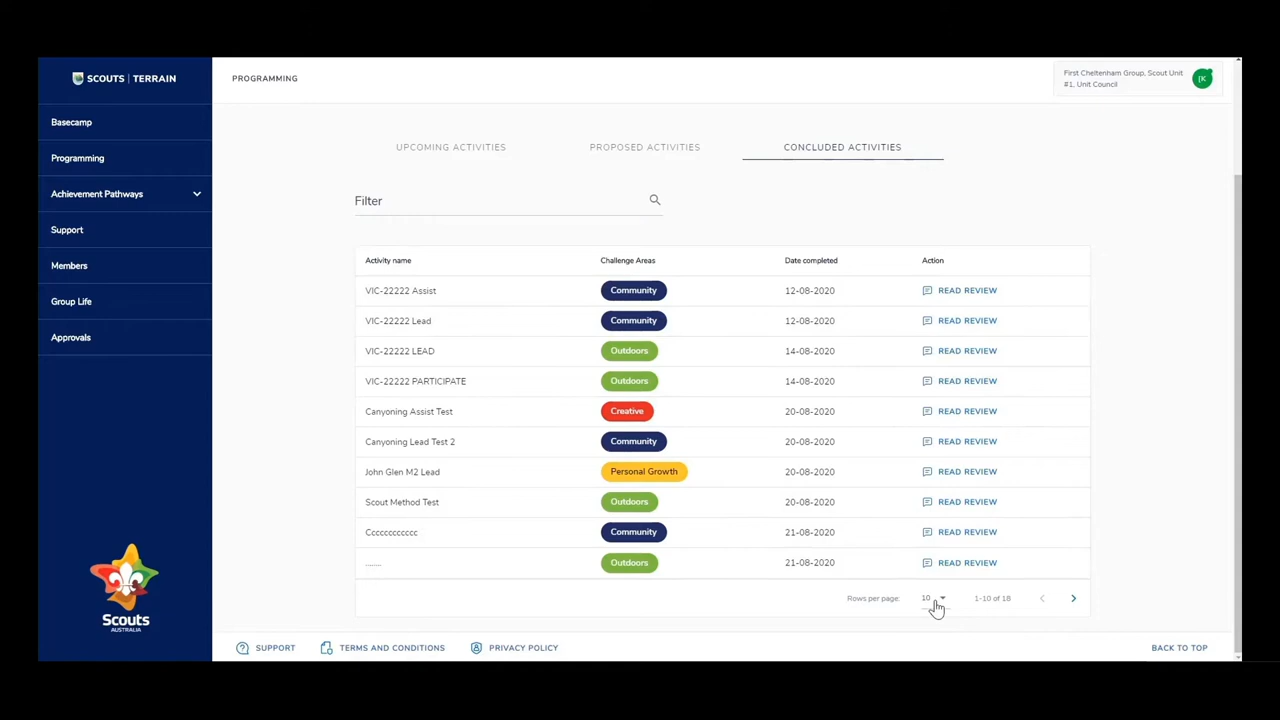 SCOUTS | TERRAIN
PROGRAMMING
First Cheltenham Group, Scout Unit
#1, Unit Council
[K
Basecamp
Programming
Achievement Pathways
Support
Members
Group Life
Approvals
Scouts
AUSTRALIA
UPCOMING ACTIVITIES PROPOSED ACTIVITIES CONCLUDED ACTIVITIES
Filter
Activity name Challenge Areas Date completed Action
VIC-22222 Assist Community 12-08-2020 READ REVIEW
VIC-22222 Lead Community 12-08-2020 READ REVIEW
VIC-22222 LEAD Outdoors 14-08-2020 READ REVIEW
VIC-22222 PARTICIPATE Outdoors 14-08-2020 READ REVIEW
Canyoning Assist Test Creative 20-08-2020 READ REVIEW
Canyoning Lead Test 2 Community 20-08-2020 READ REVIEW
John Glen M2 Lead Personal Growth 20-08-2020 READ REVIEW
Scout Method Test Outdoors 20-08-2020 READ REVIEW
Cccccccccccc Community 21-08-2020 READ REVIEW
........ Outdoors 21-08-2020 READ REVIEW
Rows per page: 10 1-10 of 18
SUPPORT TERMS AND CONDITIONS PRIVACY POLICY BACK TO TOP